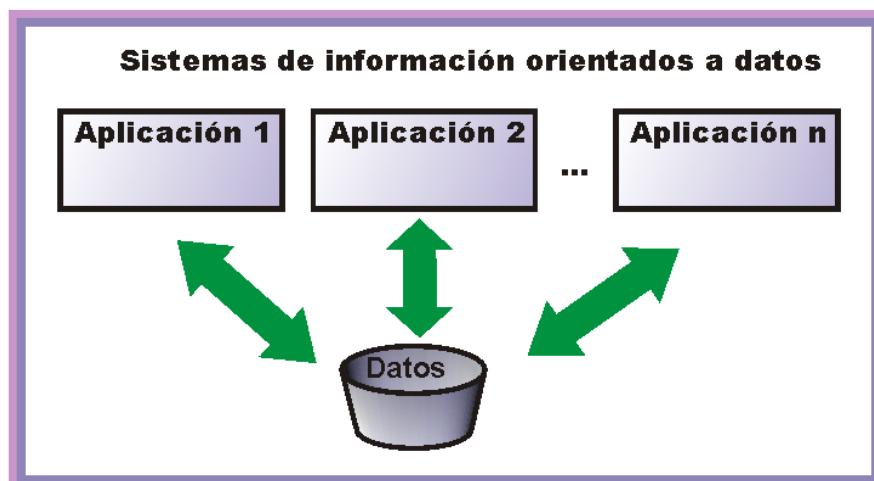 Sistemas de información orientados a datos
Aplicación 1
Aplicación 2
...
Aplicación n
Datos